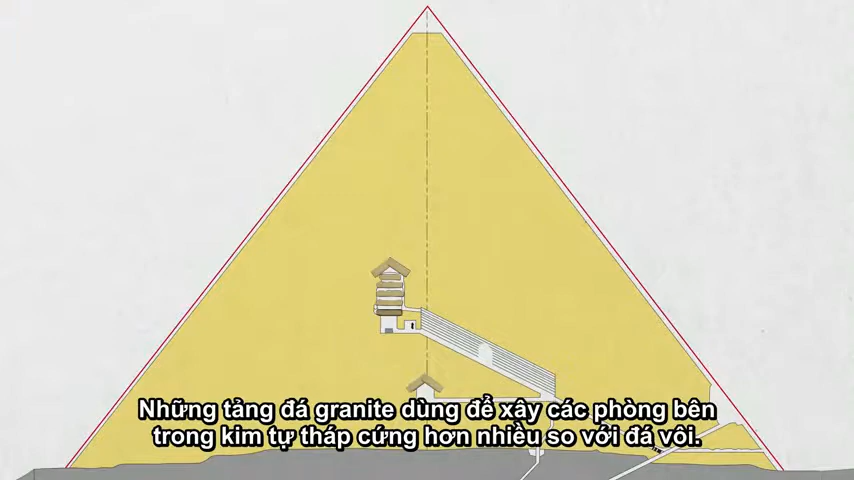 Những tảng đá granite dùng để xây các phòng bên
trong kim tự tháp cứng hơn nhiều so với đá vôi.